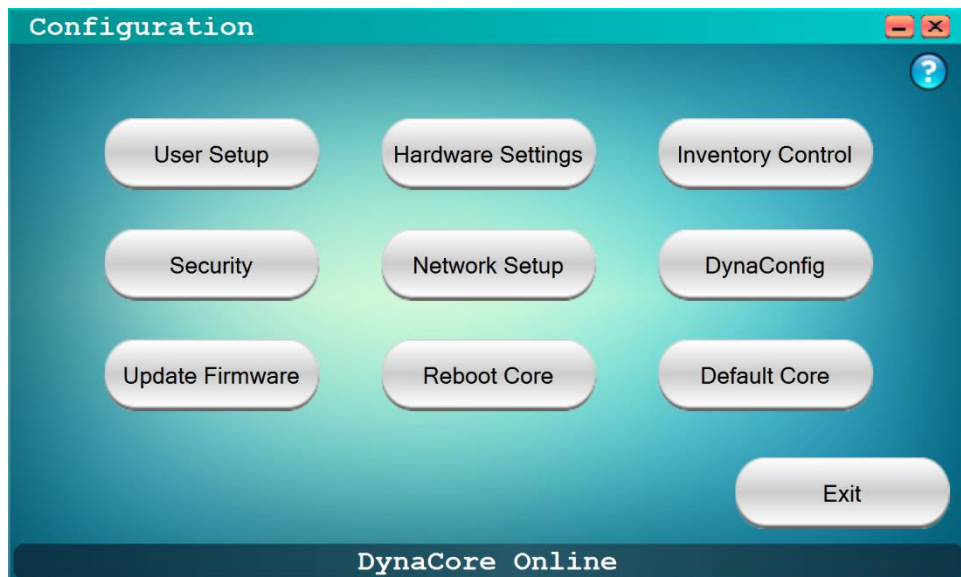 Configuration
?
User Setup
Hardware Settings
Inventory Control
Security
Network Setup
DynaConfig
Update Firmware
Reboot Core
Default Core
Exit
DynaCore Online